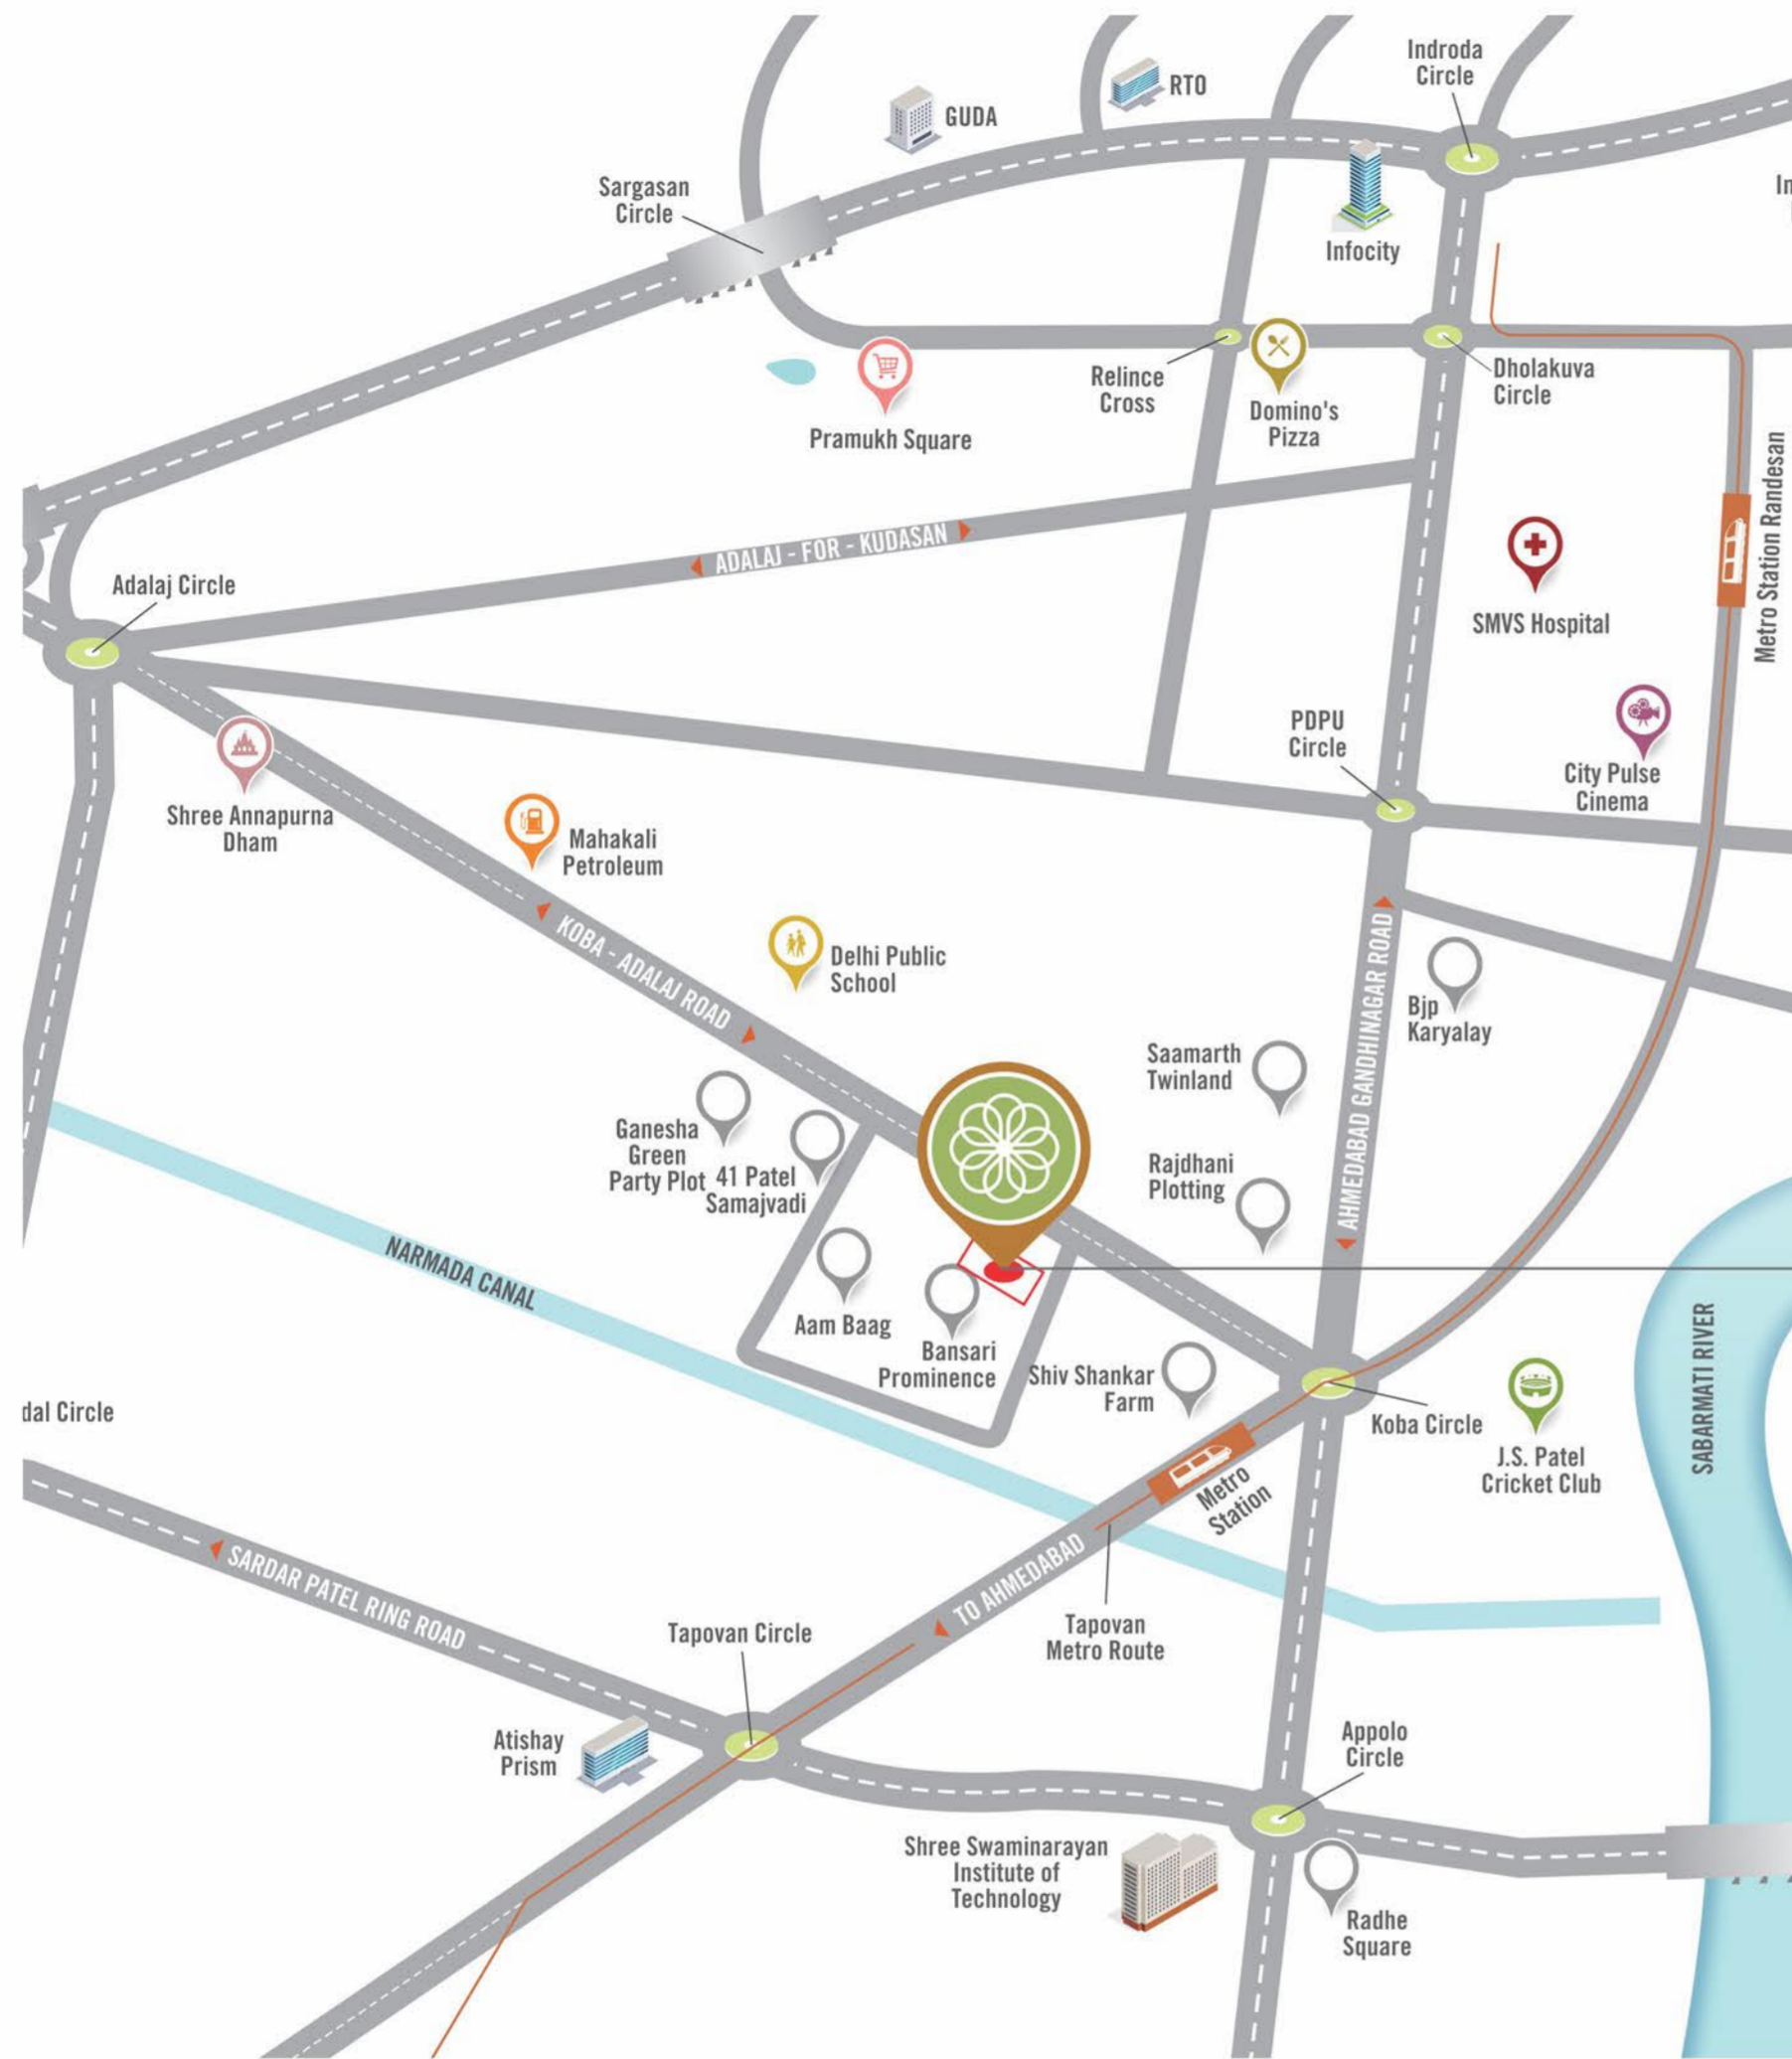 Indroda
Circle
RTO
GUDA
Sargasan
Circle
In
Infocity
Relince
Cross
Domino's
Pizza
Dholakuva
Circle
Pramukh Square
Metro Station Randesan
ADALAJ - FOR - KUDASAN
Adalaj Circle
SMVS Hospital
PDPU
Circle
City Pulse
Cinema
Shree Annapurna
Dham
Mahakali
Petroleum
KOBA - ADALAJ ROAD
Delhi Public
School
AHMEDABAD GANDHINAGAR ROAD
Bjp
Karyalay
Saamarth
Twinland
Ganesha
Green
Party Plot
41 Patel
Samajvadi
Rajdhani
Plotting
NARMADA CANAL
Aam Baag
Bansari
Prominence
Shiv Shankar
Farm
Koba Circle
SABARMATI RIVER
dal Circle
J.S. Patel
Cricket Club
Metro
Station
SARDAR PATEL RING ROAD
TO AHMEDABAD
Tapovan Circle
Tapovan
Metro Route
Atishay
Prism
Appolo
Circle
Shree Swaminarayan
Institute of
Technology
Radhe
Square